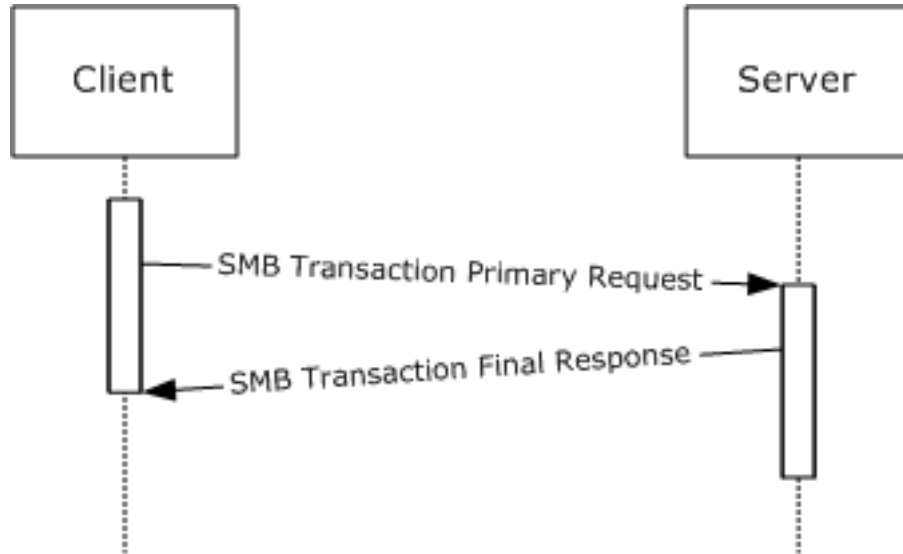 Client
Server
SMB Transaction Primary Request
SMB Transaction Final Response